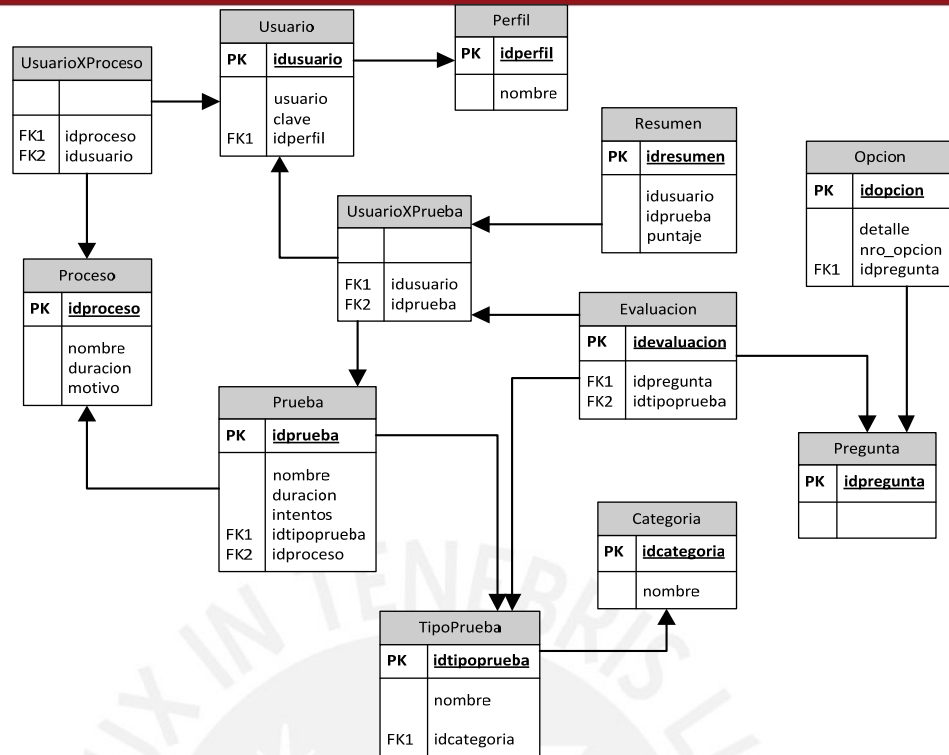 Usuario
PK idusuario
usuario
clave
FK1 idperfil
Perfil
PK idperfil
nombre
UsuarioXProceso
FK1 idproceso
FK2 idusuario
Resumen
PK idresumen
idusuario
idprueba
puntaje
Opcion
PK idopcion
detalle
nro_opcion
FK1 idpregunta
UsuarioXPrueba
FK1 idusuario
FK2 idprueba
Proceso
PK idproceso
nombre
duracion
motivo
Evaluacion
PK idevaluacion
FK1 idpregunta
FK2 idtipoprueba
Prueba
PK idprueba
nombre
duracion
intentos
FK1 idtipoprueba
FK2 idproceso
Pregunta
PK idpregunta
Categoria
PK idcategoria
nombre
TipoPrueba
PK idtipoprueba
nombre
FK1 idcategoria
IN TENEBRIS